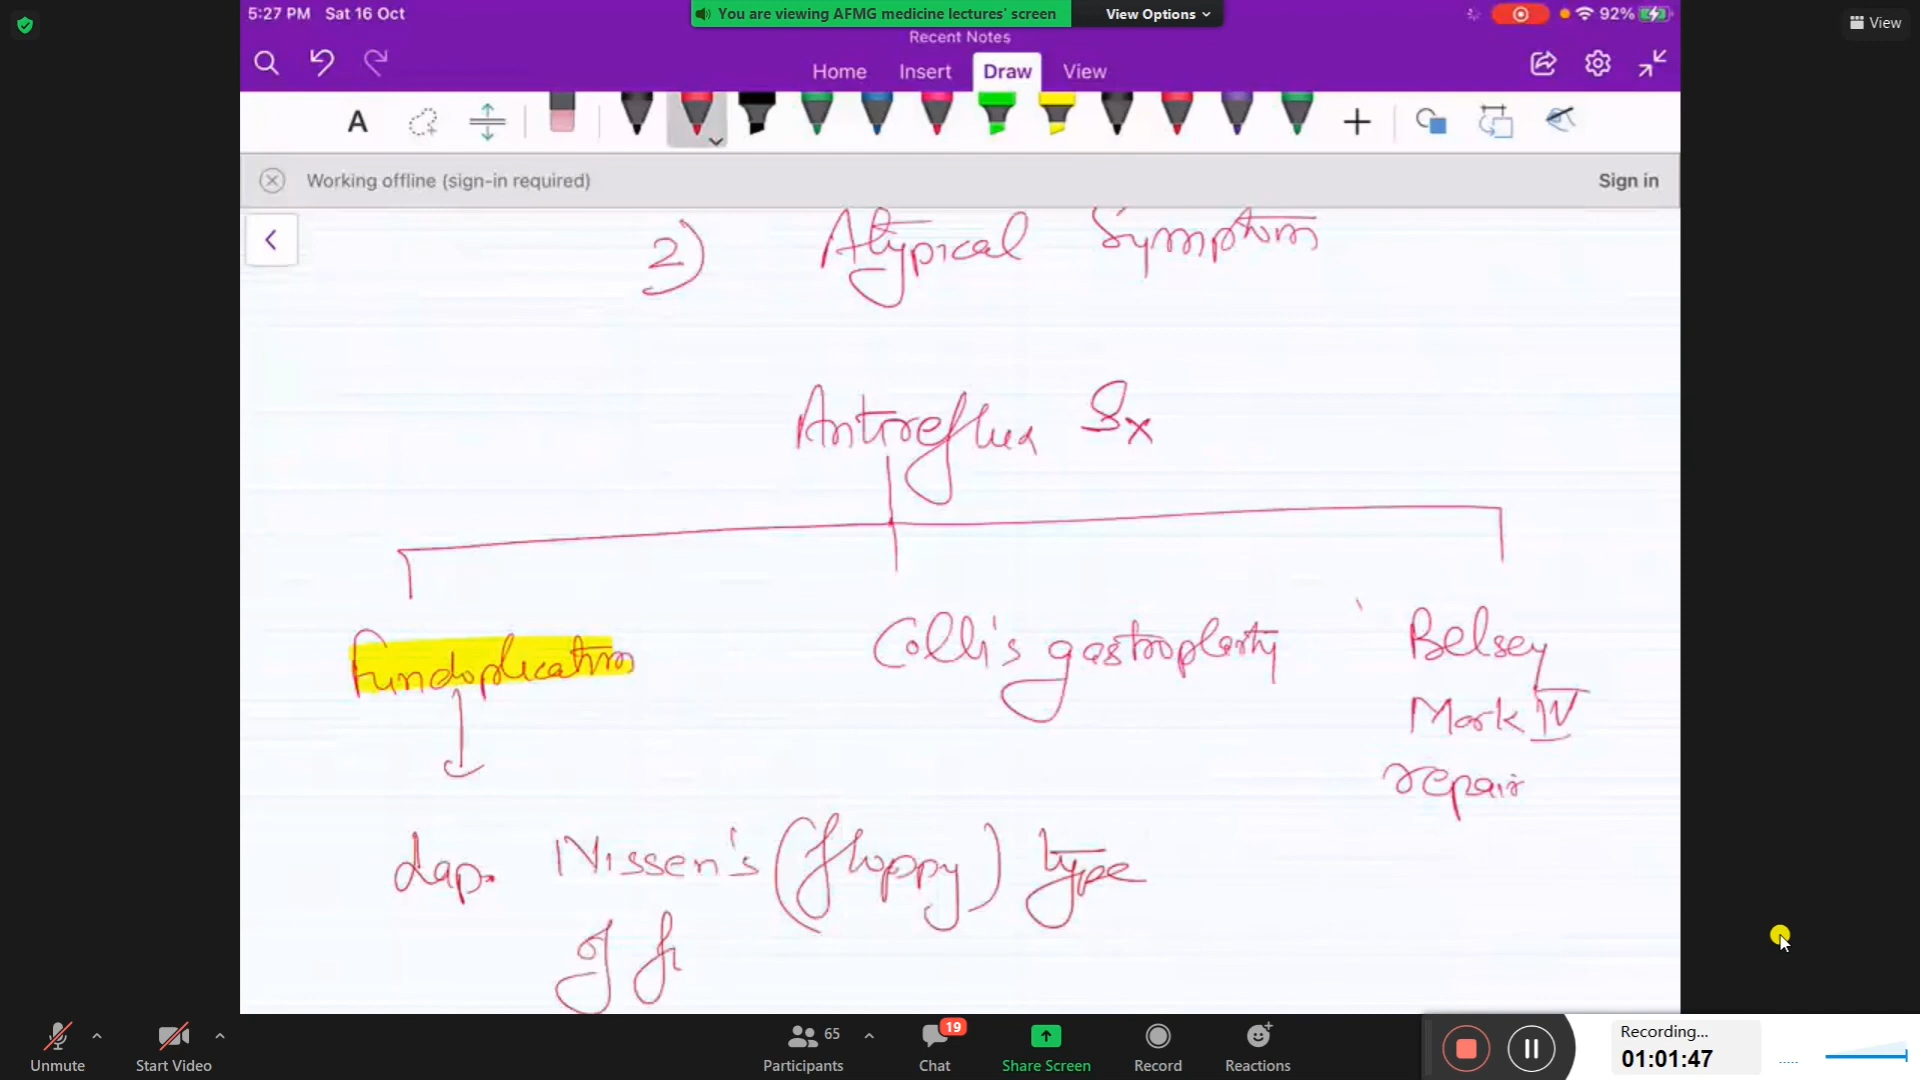 5:27 PM Sat 16 Oct
You are viewing AFMG medicine lectures' screen
View Options
92%
View
Recent Notes
Home Insert Draw View
A
Working offline (sign-in required)
Sign in
2) Atypical Symptom
Antireflux Sx
Fundoplication
Colli's gastroplasty
Belsey
Mark IV
repair
Lap. Nissen's (floppy) type
of f
Unmute
Start Video
65
Participants
19
Chat
Share Screen
Record
Reactions
Recording...
01:01:47